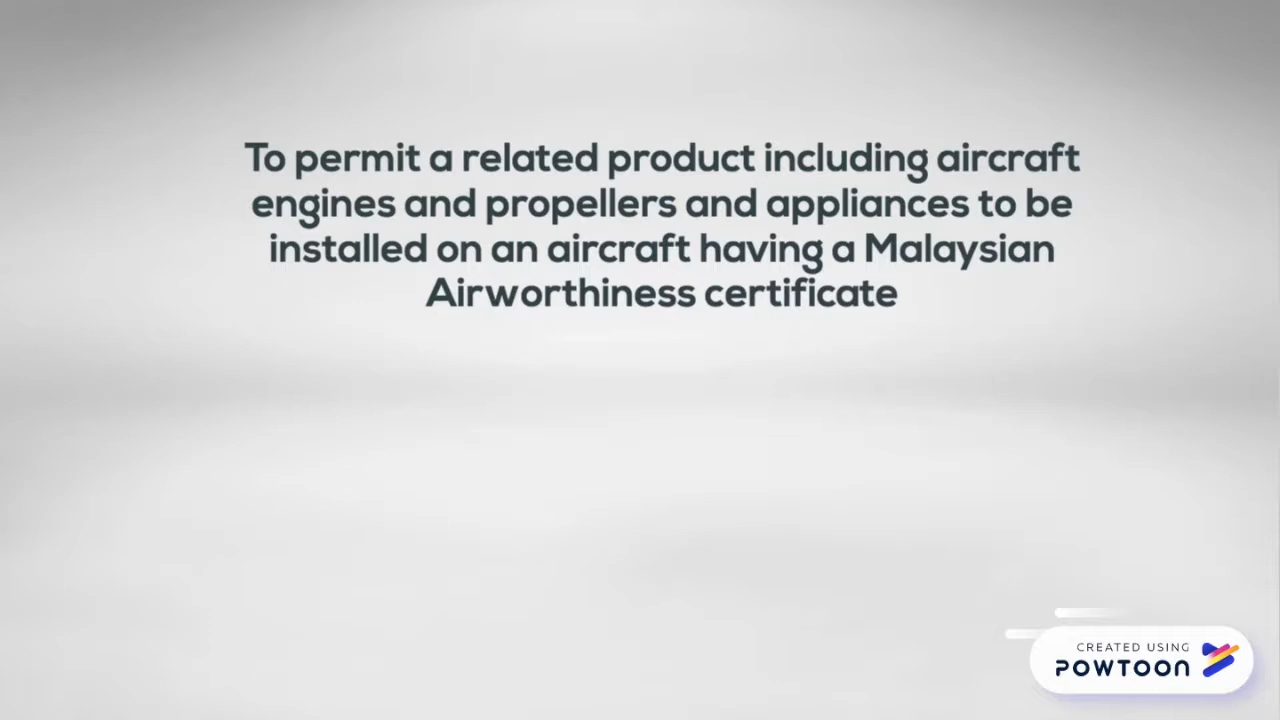 To permit a related product including aircraft
engines and propellers and appliances to be
installed on an aircraft having a Malaysian
Airworthiness certificate
CREATED USING
POWTOON